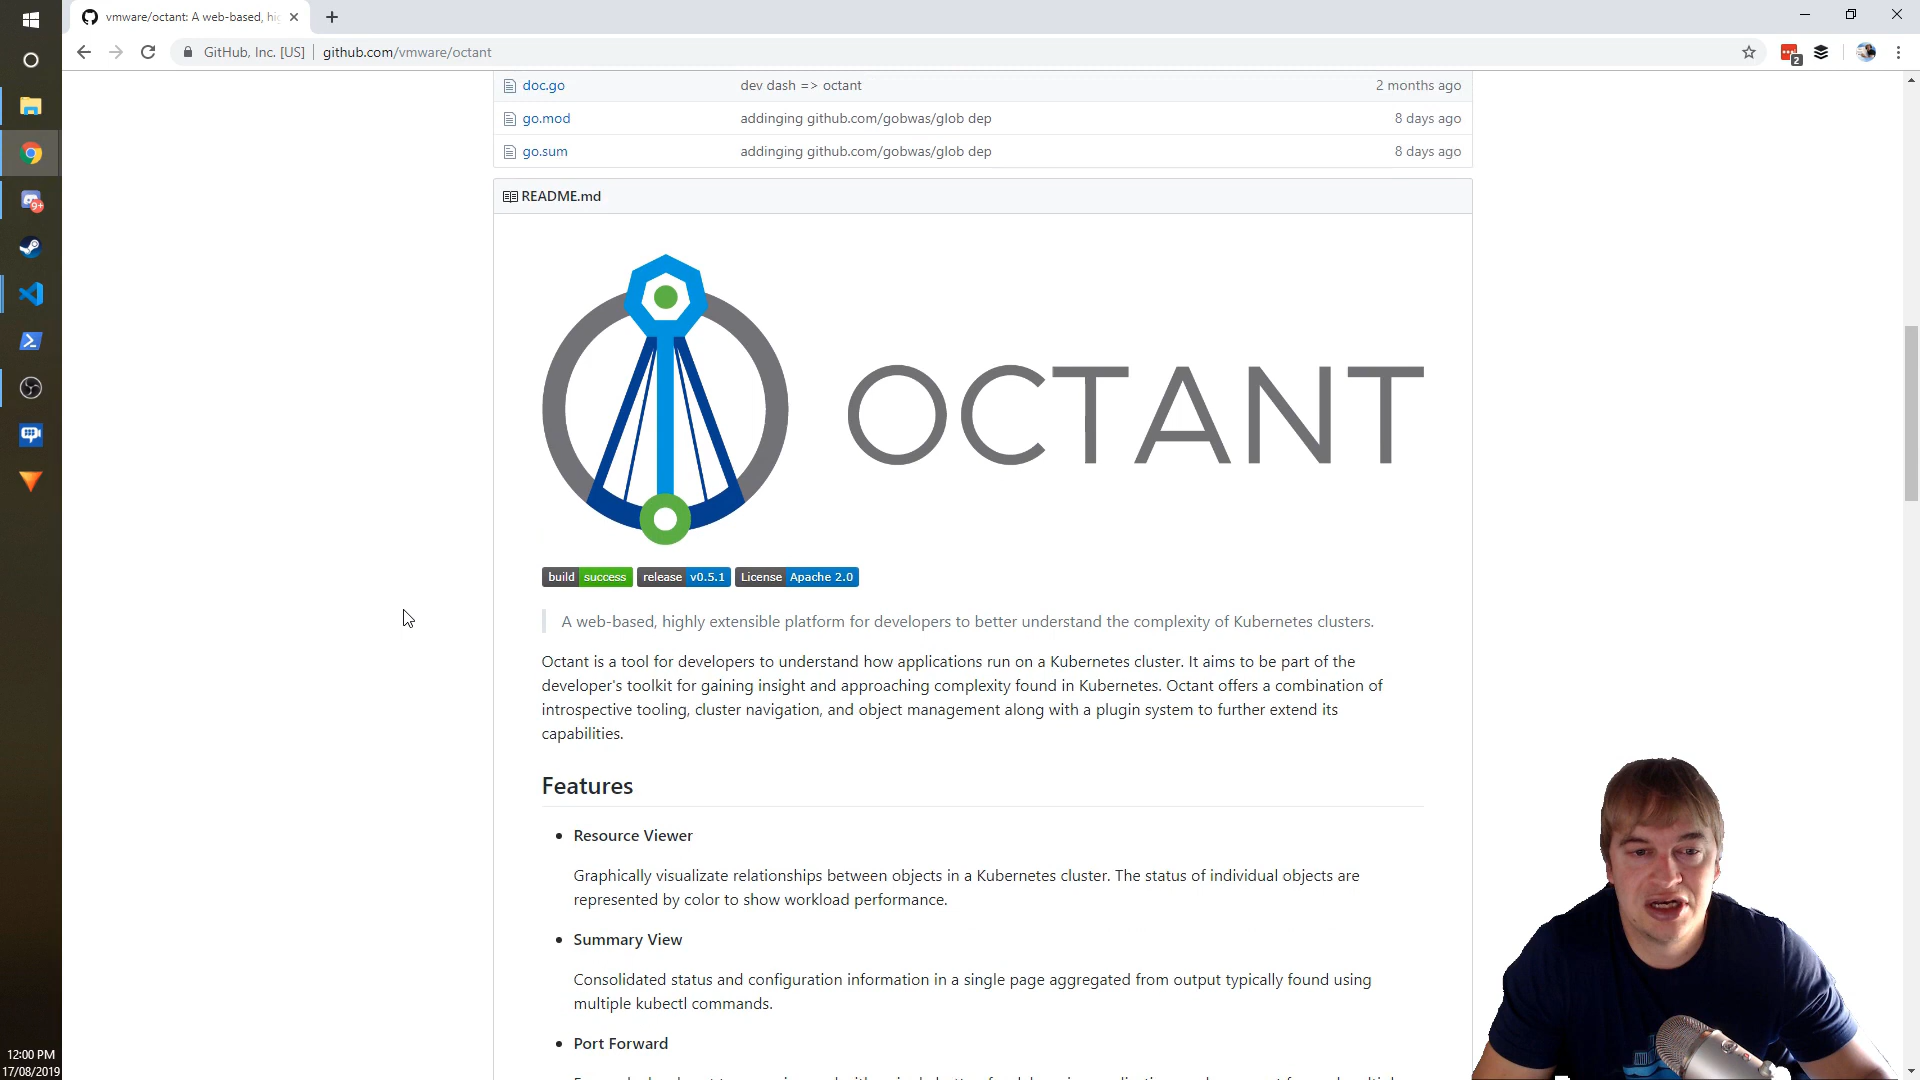 vmware/octant: A web-based, hi
GitHub, Inc. [US] | github.com/vmware/octant
2
doc.go dev dash => octant 2 months ago
go.mod addinging github.com/gobwas/glob dep 8 days ago
go.sum addinging github.com/gobwas/glob dep 8 days ago
README.md
OCTANT
build success release v0.5.1 License Apache 2.0
A web-based, highly extensible platform for developers to better understand the complexity of Kubernetes clusters.
Octant is a tool for developers to understand how applications run on a Kubernetes cluster. It aims to be part of the
developer's toolkit for gaining insight and approaching complexity found in Kubernetes. Octant offers a combination of
introspective tooling, cluster navigation, and object management along with a plugin system to further extend its
capabilities.
Features
Resource Viewer
Graphically visualizate relationships between objects in a Kubernetes cluster. The status of individual objects are
represented by color to show workload performance.
Summary View
Consolidated status and configuration information in a single page aggregated from output typically found using
multiple kubectl commands.
Port Forward
9+
12:00 PM
17/08/2019